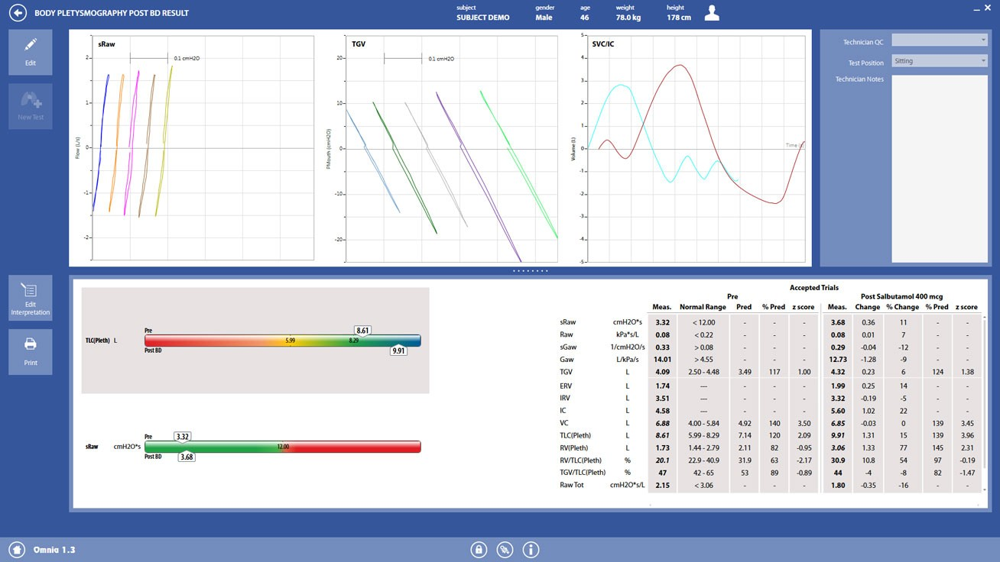 BODY PLETYSMOGRAPHY POST BD RESULT
subject gender age weight height
SUBJECT DEMO Male 46 78.0 kg 178 cm
Edit
New Test
sRaw
0.1 cmH2O
Flow (L/s)
2
1
0
-1
-2
TGV
0.1 cmH2O
PMouth (cmH2O)
20
10
0
-10
-20
SVC/IC
Volume (L)
5
4
3
2
1
0
-1
-2
-3
-4
-5
Time (s
Technician QC
Test Position Sitting
Technician Notes
Edit
Interpretation
Print
Pre 8.61
TLC(Pleth) L 5.99 8.29
Post BD 9.91
Pre 3.32
sRaw cmH2O*s 12.00
Post BD 3.68
Accepted Trials
Pre Post Salbutamol 400 mcg
Meas. Normal Range Pred % Pred z score Meas. Change % Change % Pred z score
sRaw cmH2O*s 3.32 < 12.00 - - - 3.68 0.36 11 - -
Raw kPa*s/L 0.08 < 0.22 - - - 0.08 0.01 7 - -
sGaw 1/cmH2O/s 0.33 > 0.08 - - - 0.29 -0.04 -12 - -
Gaw L/kPa/s 14.01 > 4.55 - - - 12.73 -1.28 -9 - -
TGV L 4.09 2.50 - 4.48 3.49 117 1.00 4.32 0.23 6 124 1.38
ERV L 1.74 --- - - - 1.99 0.25 14 - -
IRV L 3.51 --- - - - 3.32 -0.19 -5 - -
IC L 4.58 --- - - - 5.60 1.02 22 - -
VC L 6.88 4.00 - 5.84 4.92 140 3.50 6.85 -0.03 0 139 3.45
TLC(Pleth) L 8.61 5.99 - 8.29 7.14 120 2.09 9.91 1.31 15 139 3.96
RV(Pleth) L 1.73 1.44 - 2.79 2.11 82 -0.95 3.06 1.33 77 145 2.31
RV/TLC(Pleth) % 20.1 22.9 - 40.9 31.9 63 -2.17 30.9 10.8 54 97 -0.19
TGV/TLC(Pleth) % 47 42 - 65 53 89 -0.89 44 -4 -8 82 -1.47
Raw Tot cmH2O*s/L 2.15 < 3.06 - - - 1.80 -0.35 -16 - -
Omnia 1.3